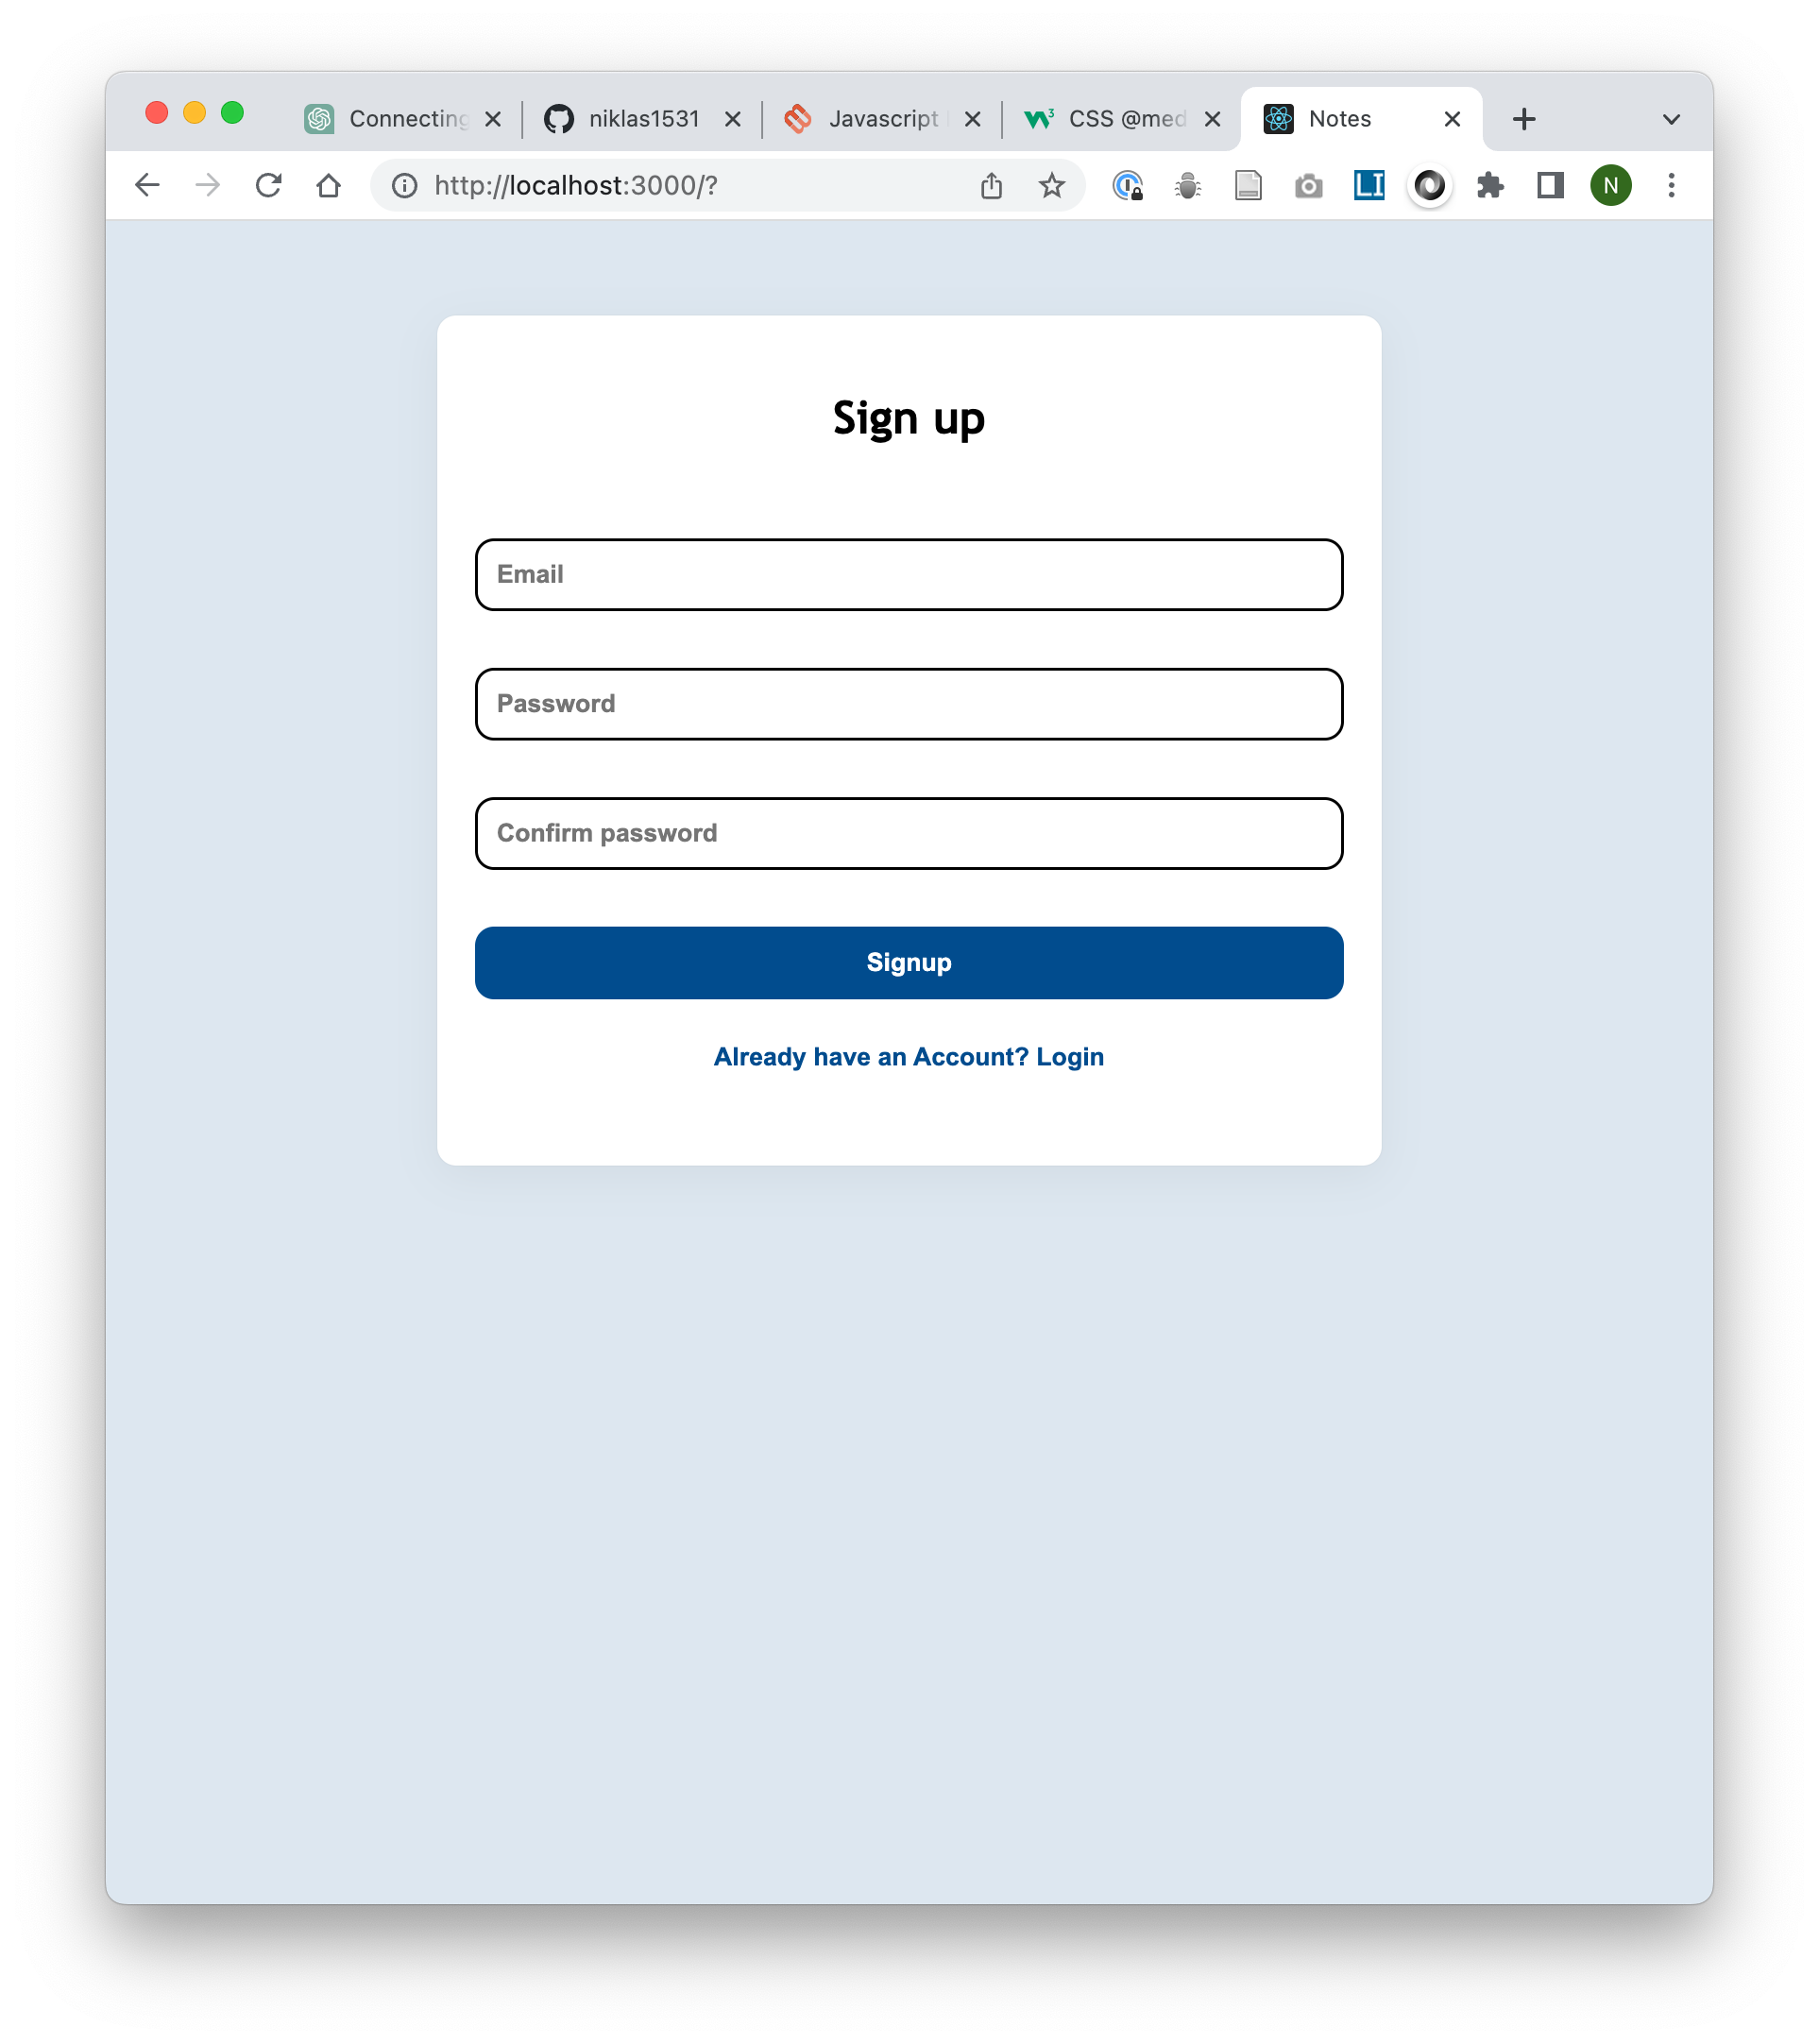 Connecting
niklas1531
Javascript
CSS @med
Notes
http://localhost:3000/?
LI
N
Sign up
Email
Password
Confirm password
Signup
Already have an Account? Login